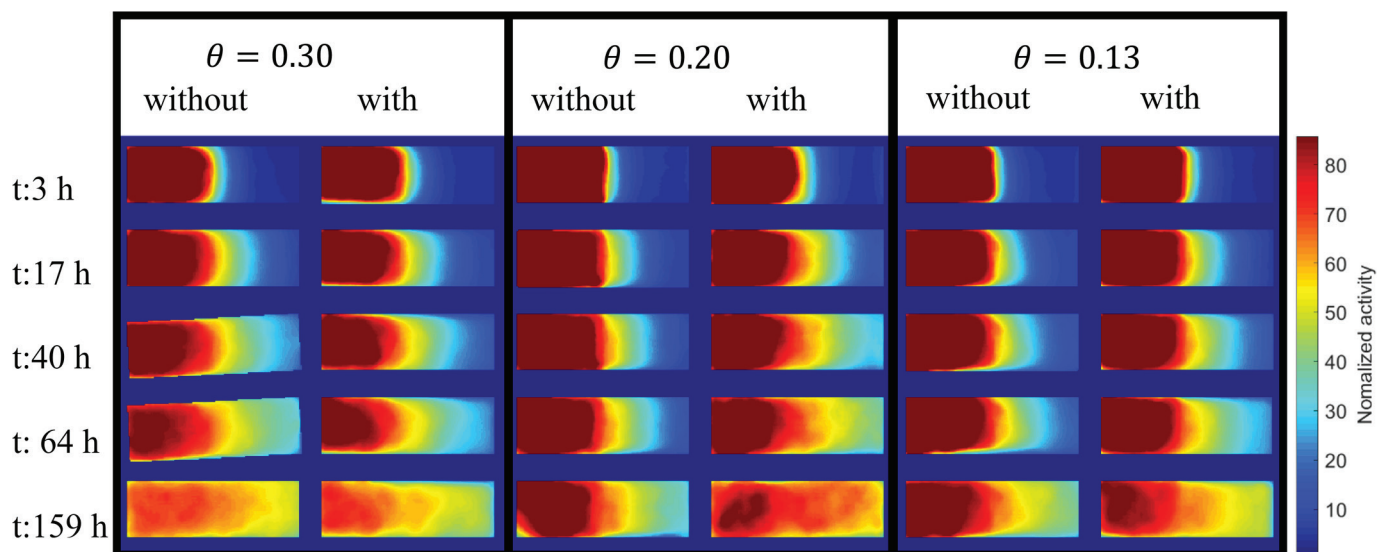 θ = 0.30 θ = 0.20 θ = 0.13
without with without with without with
t:3 h
t:17 h
t:40 h
t: 64 h
t:159 h
80
70
60
50
40
30
20
10
Nomalized activity